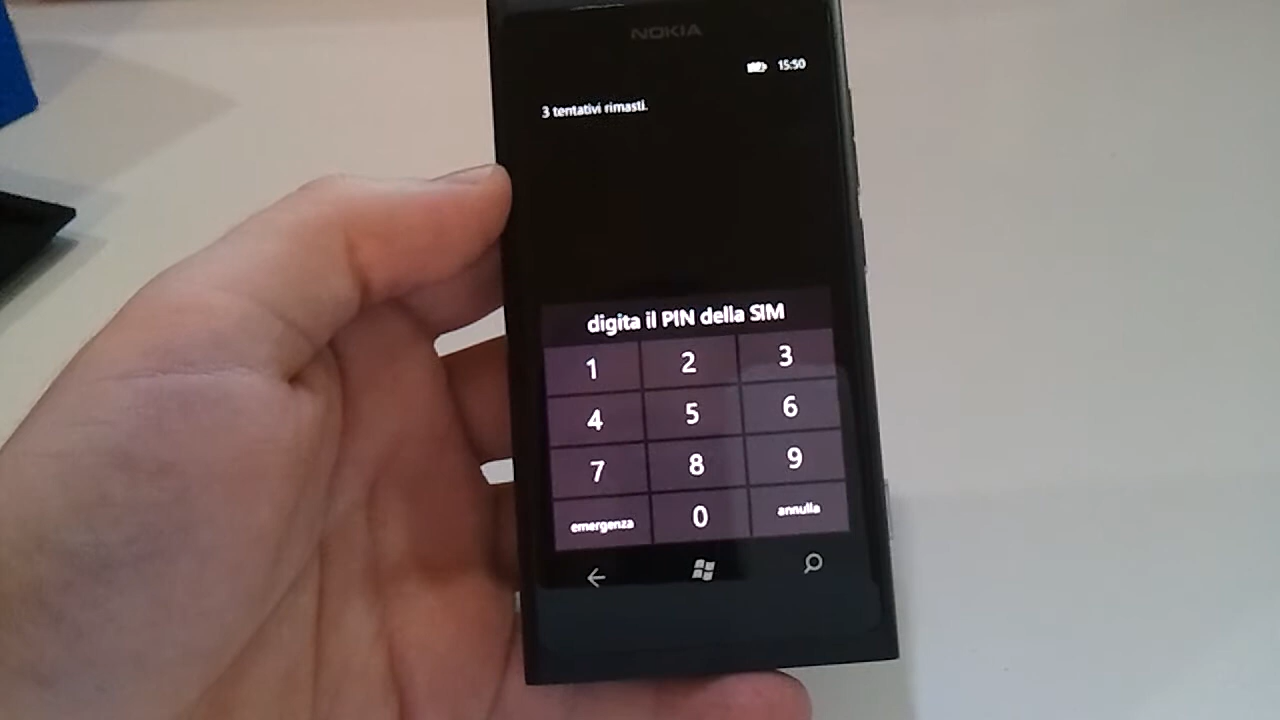 NOKIA
15:50
3 tentativi rimasti.
digita il PIN della SIM
1 2 3
4 5 6
7 8 9
emergenza 0 annulla